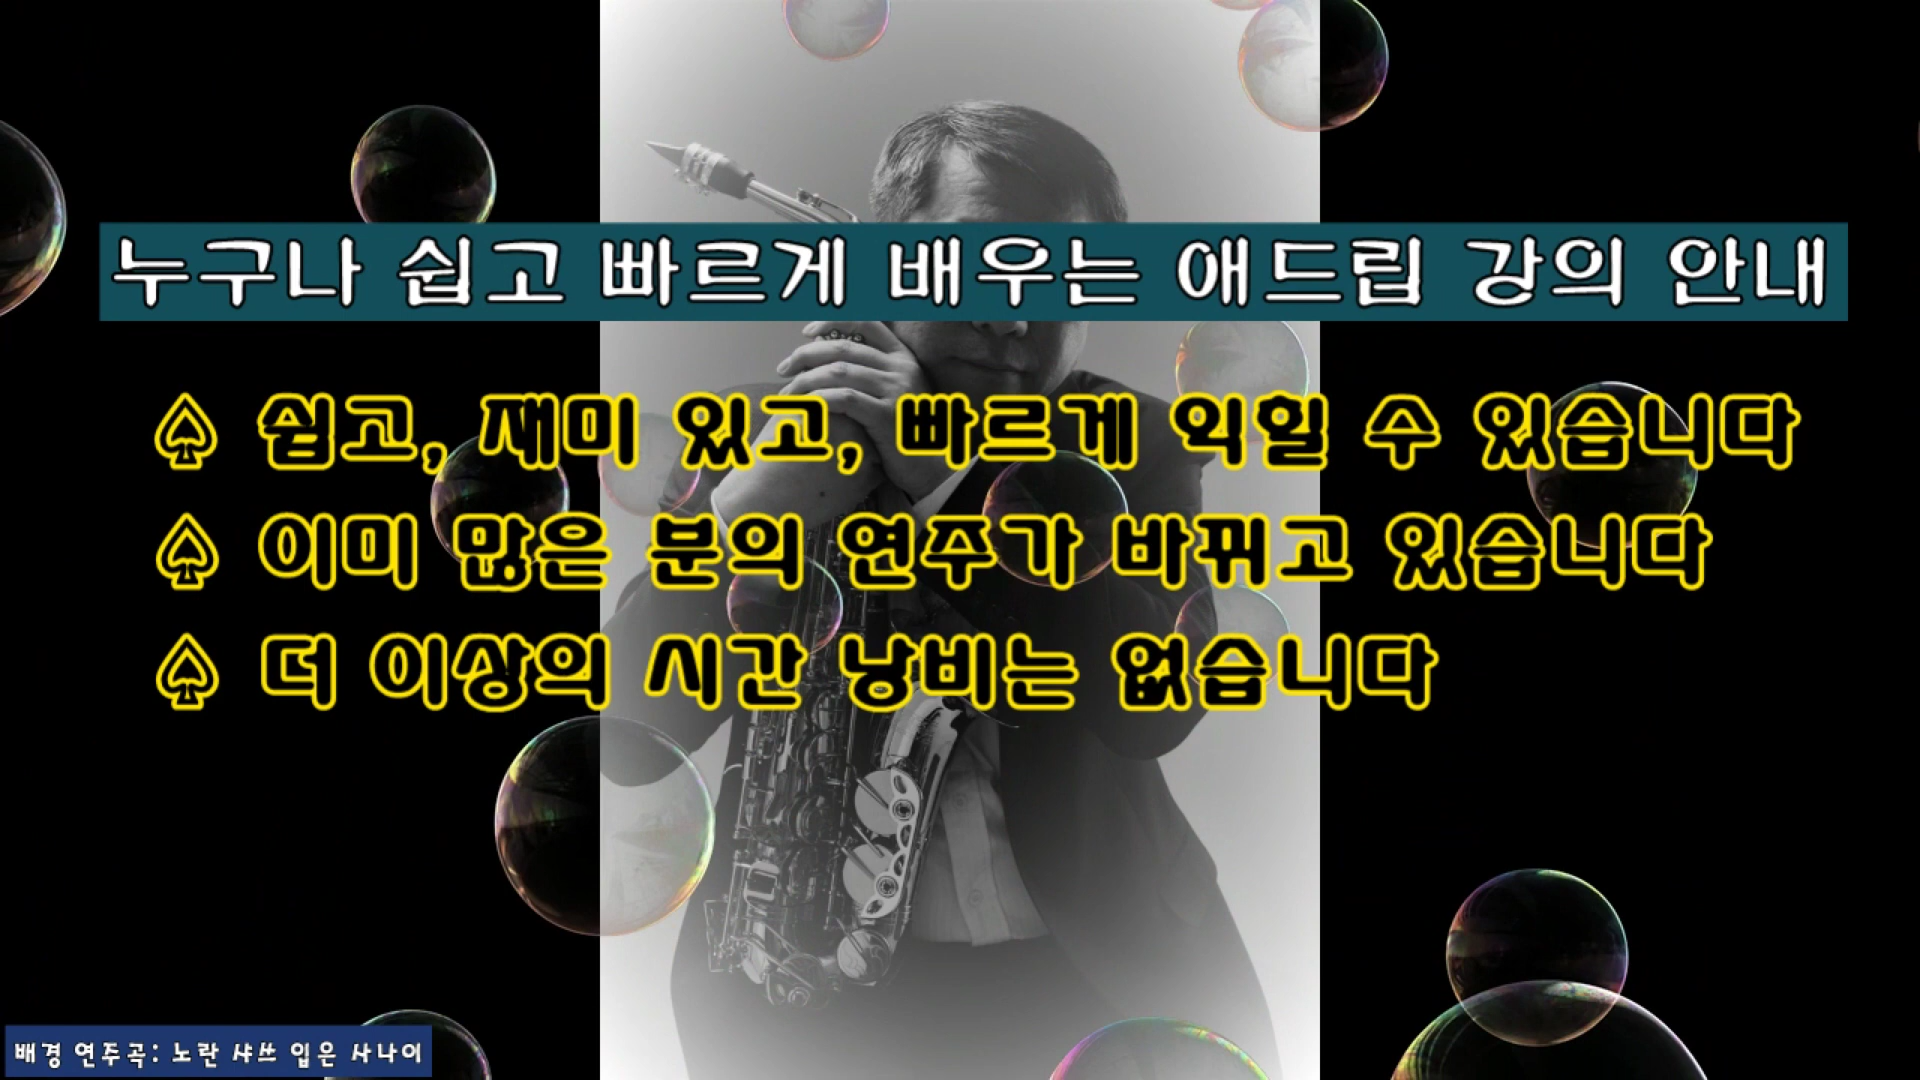 누구나 쉽고 빠르게 배우는 애드립 강의 안내
♤ 쉽고, 재미 있고, 빠르게 익힐 수 있습니다
♤ 이미 많은 분의 연주가 바뀌고 있습니다
♤ 더 이상의 시간 낭비는 없습니다
배경 연주곡: 노란 샤쓰 입은 사나이